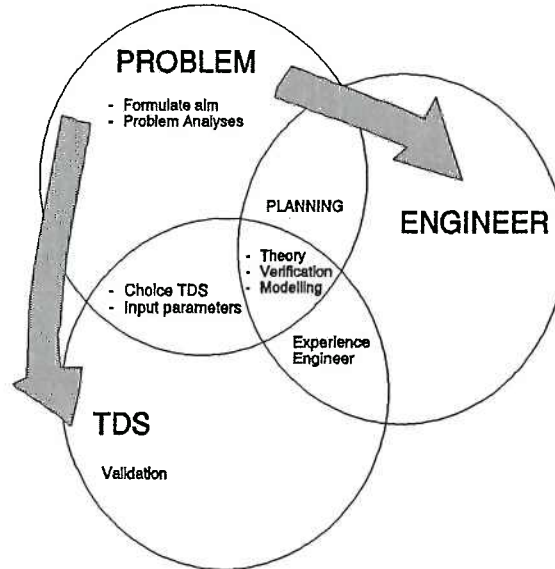 PROBLEM
- Formulate aim
- Problem Analyses
PLANNING
ENGINEER
- Theory
- Verification
- Modelling
- Choice TDS
- Input parameters
Experience
Engineer
TDS
Validation